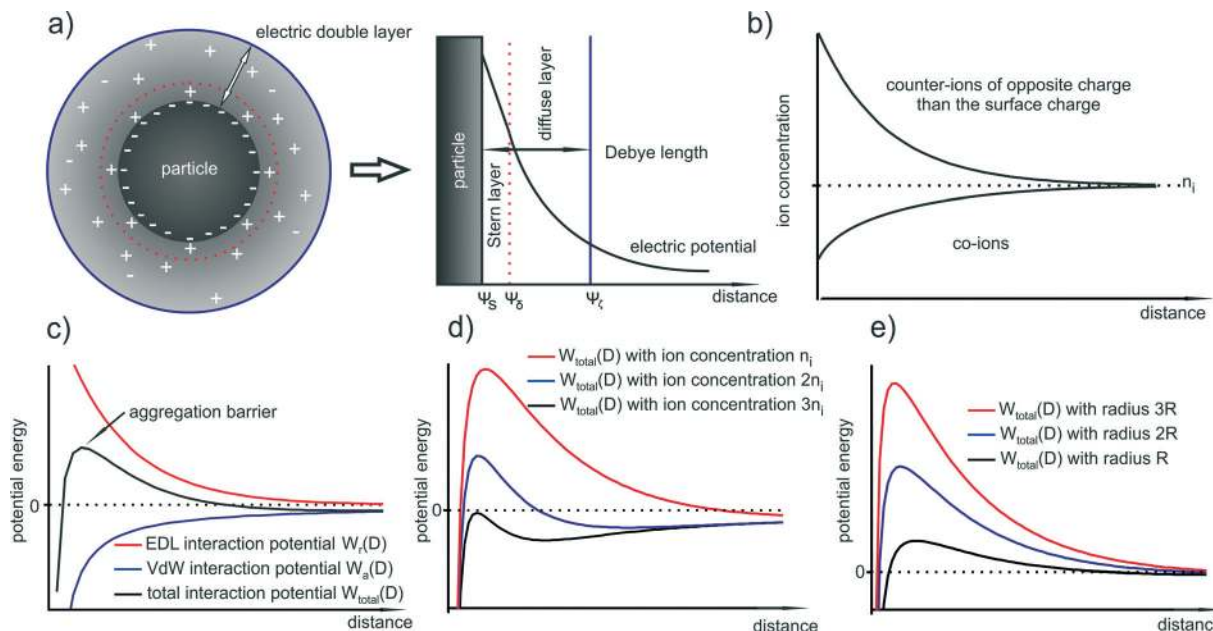 a)
electric double layer
particle
particle
Stern layer
diffuse layer
Debye length
electric potential
ΨS Ψδ Ψζ
distance
b)
ion concentration
counter-ions of opposite charge
than the surface charge
ni
co-ions
distance
c)
potential energy
aggregation barrier
0
EDL interaction potential Wr(D)
VdW interaction potential Wa(D)
total interaction potential Wtotal(D)
distance
d)
potential energy
Wtotal(D) with ion concentration ni
Wtotal(D) with ion concentration 2ni
Wtotal(D) with ion concentration 3ni
0
distance
e)
potential energy
Wtotal(D) with radius 3R
Wtotal(D) with radius 2R
Wtotal(D) with radius R
0
distance